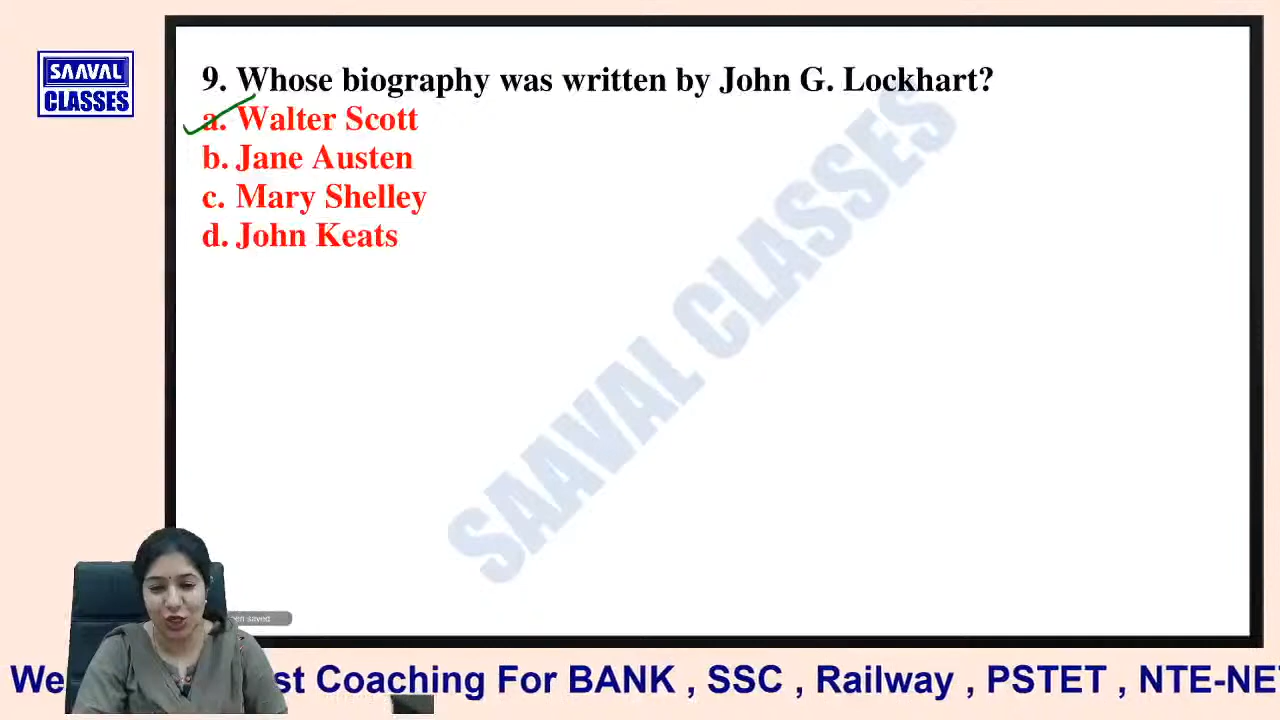 SAAVAL
CLASSES
9. Whose biography was written by John G. Lockhart?
a. Walter Scott
b. Jane Austen
c. Mary Shelley
d. John Keats
SAAVAL CLASSES
saved
We st Coaching For BANK , SSC , Railway , PSTET , NTE-NE